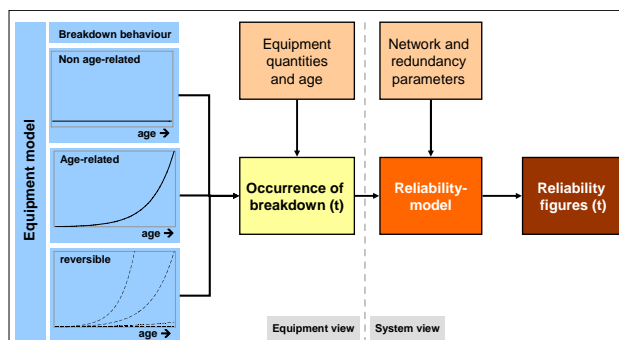 Equipment model
Breakdown behaviour
Non age-related
age →
Age-related
age →
reversible
age →
Equipment
quantities
and age
Network and
redundancy
parameters
Occurrence of
breakdown (t)
Reliability-
model
Reliability
figures (t)
Equipment view
System view